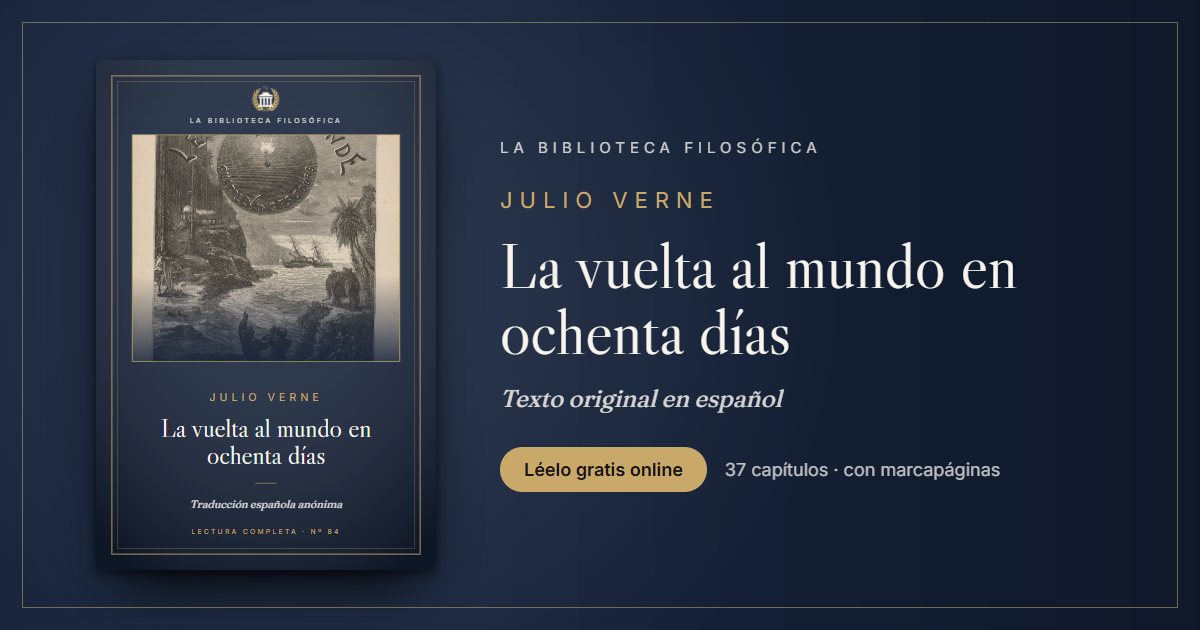 LA BIBLIOTECA FILOSÓFICA
JULIO VERNE
La vuelta al mundo en
ochenta días
Traducción española anónima
LECTURA COMPLETA · Nº 84
LA BIBLIOTECA FILOSÓFICA
JULIO VERNE
La vuelta al mundo en
ochenta días
Texto original en español
Léelo gratis online
37 capítulos · con marcapáginas